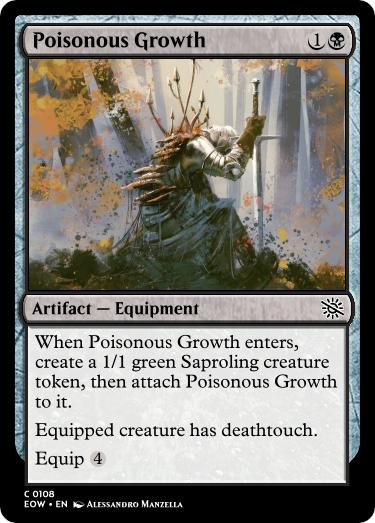 Poisonous Growth 1
Artifact — Equipment
When Poisonous Growth enters,
create a 1/1 green Saproling creature
token, then attach Poisonous Growth
to it.
Equipped creature has deathtouch.
Equip 4
C 0108
EOW • EN Alessandro Manzella